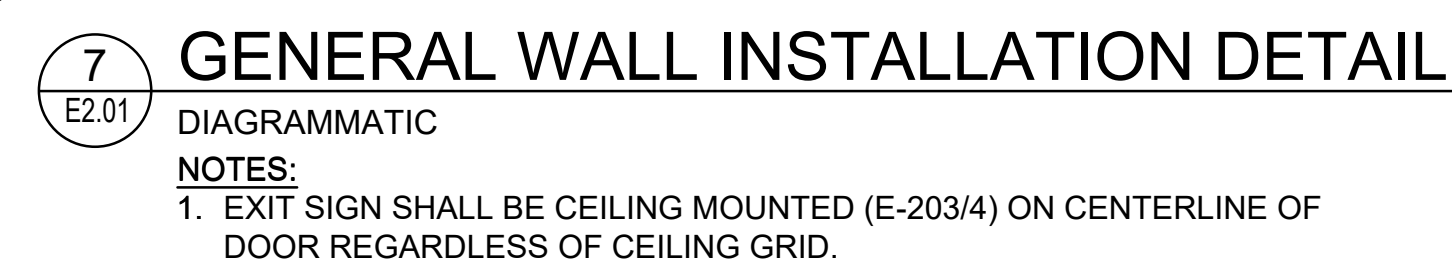 7
E2.01
GENERAL WALL INSTALLATION DETAIL
DIAGRAMMATIC
NOTES:
1. EXIT SIGN SHALL BE CEILING MOUNTED (E-203/4) ON CENTERLINE OF
DOOR REGARDLESS OF CEILING GRID.